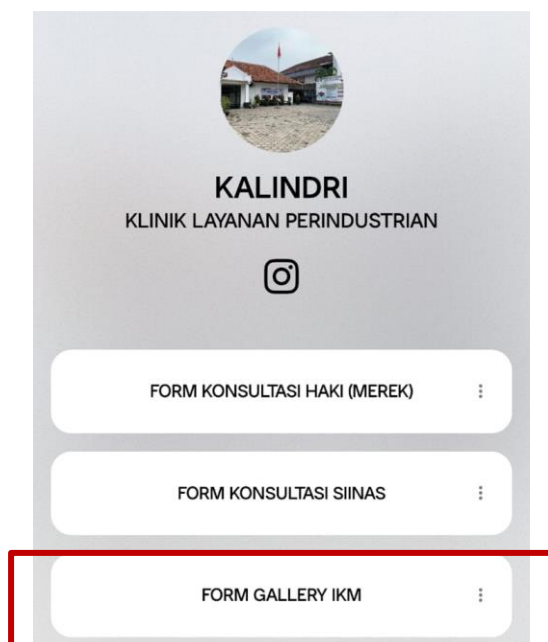 KALINDRI
KLINIK LAYANAN PERINDUSTRIAN
FORM KONSULTASI HAKI (MEREK)
FORM KONSULTASI SIINAS
FORM GALLERY IKM